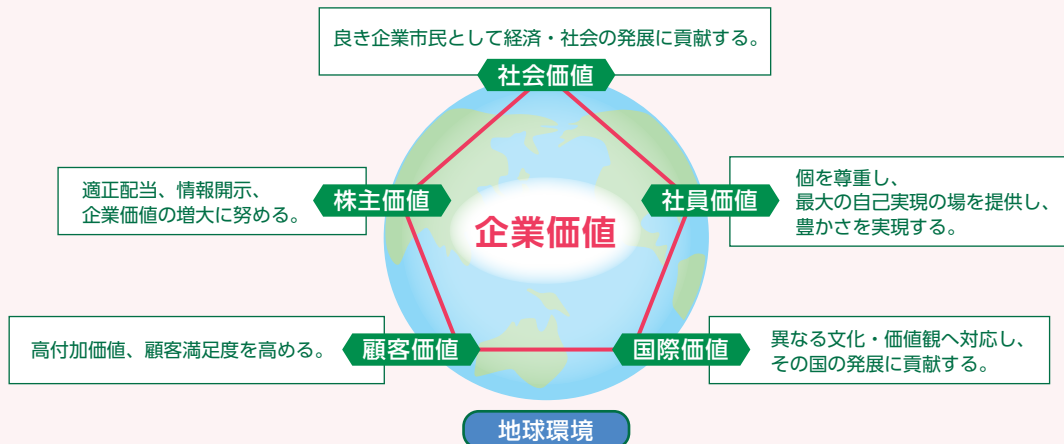 良き企業市民として経済・社会の発展に貢献する。
社会価値
適正配当、情報開示、
企業価値の増大に努める。
株主価値
企業価値
社員価値
個を尊重し、
最大の自己実現の場を提供し、
豊かさを実現する。
高付加価値、顧客満足度を高める。
顧客価値
国際価値
異なる文化・価値観へ対応し、
その国の発展に貢献する。
地球環境